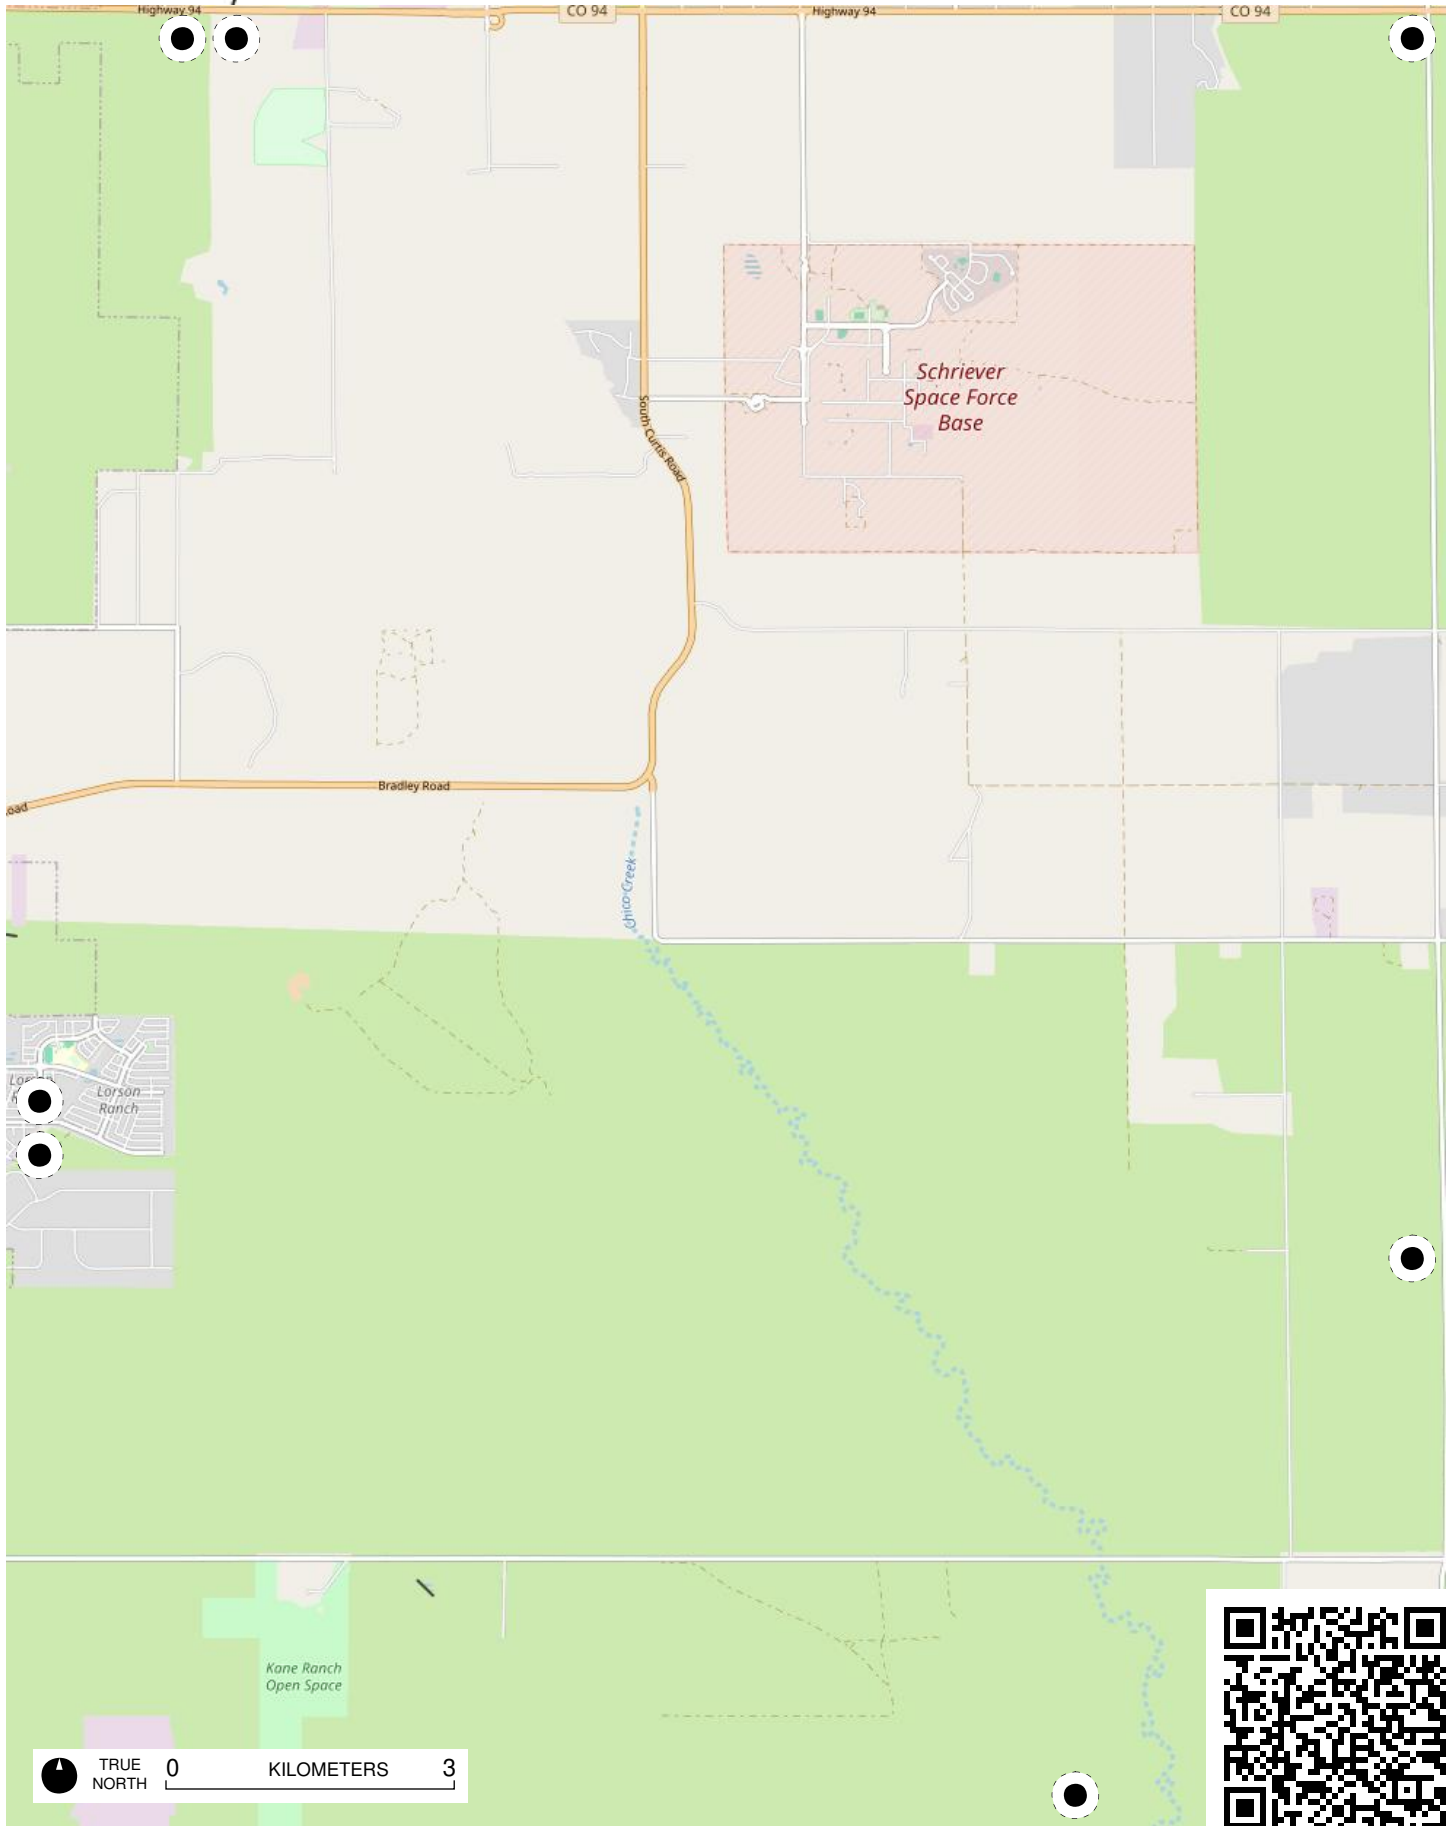 Highway 94
CO 94
Highway 94
CO 94
Schriever
Space Force
Base
South Curtis Road
Bradley Road
oad
Chico Creek
Lorson
Ranch
Kane Ranch
Open Space
TRUE
NORTH
0
KILOMETERS
3